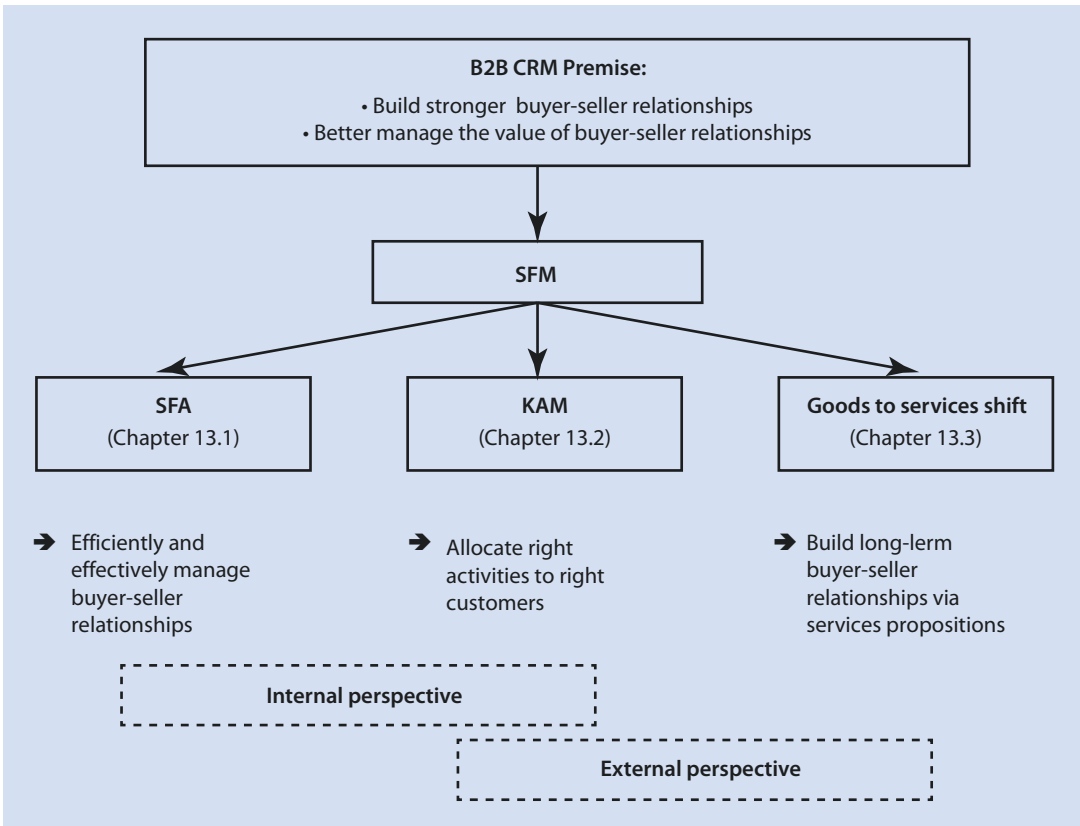 B2B CRM Premise:
• Build stronger buyer-seller relationships
• Better manage the value of buyer-seller relationships
SFM
SFA
(Chapter 13.1)
KAM
(Chapter 13.2)
Goods to services shift
(Chapter 13.3)
➔ Efficiently and
effectively manage
buyer-seller
relationships
➔ Allocate right
activities to right
customers
➔ Build long-lerm
buyer-seller
relationships via
services propositions
Internal perspective
External perspective